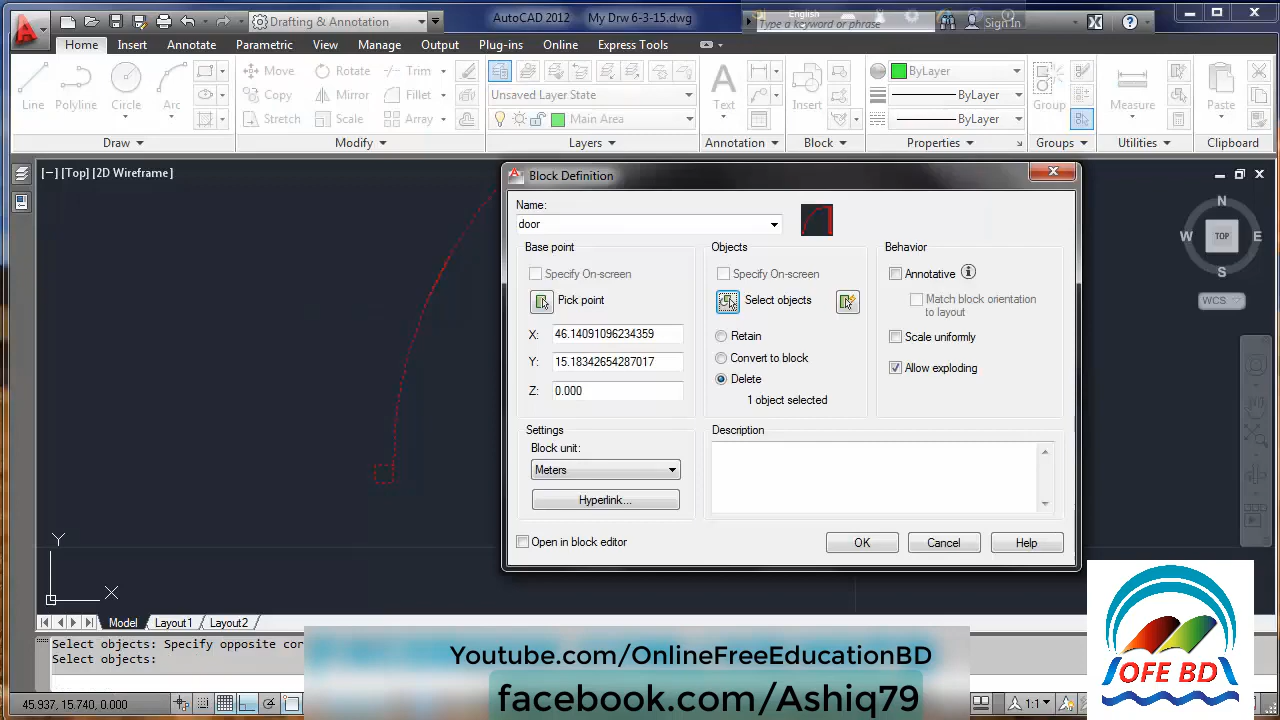 Drafting & Annotation
AutoCAD 2012 My Drw 6-3-15.dwg
English
Type a keyword or phrase
Sign In
Home Insert Annotate Parametric View Manage Output Plug-ins Online Express Tools
Line Polyline Circle Arc
Move Rotate Trim
Copy Mirror Fillet
Stretch Scale Array
Unsaved Layer State
Main Area
Text Insert
ByLayer
ByLayer
ByLayer
Group Measure Paste
Draw Modify Layers Annotation Block Properties Groups Utilities Clipboard
[−] [Top] [2D Wireframe]
N
W TOP E
S
WCS
Block Definition
Name:
door
Base point
Specify On-screen
Pick point
X: 46.14091096234359
Y: 15.18342654287017
Z: 0.000
Objects
Specify On-screen
Select objects
Retain
Convert to block
Delete
1 object selected
Behavior
Annotative
Match block orientation
to layout
Scale uniformly
Allow exploding
Settings
Block unit:
Meters
Hyperlink...
Description
Open in block editor
OK Cancel Help
Y
X
Model Layout1 Layout2
Select objects: Specify opposite cor
Select objects:
45.937, 15.740, 0.000
1:1
Youtube.com/OnlineFreeEducationBD
facebook.com/Ashiq79
OFE BD